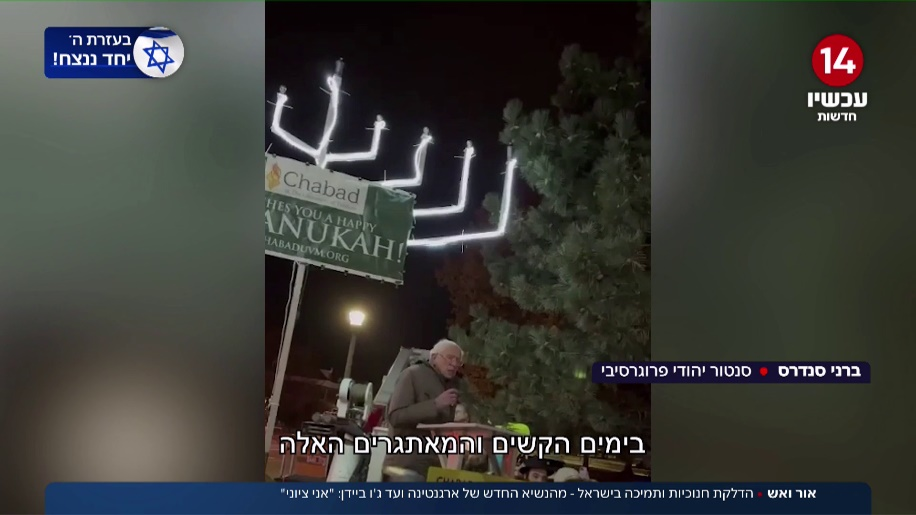 בעזרת ה'
יחד ננצח!
14
עכשיו
חדשות
Chabad
HES YOU A HAPPY
ANUKAH!
HABADUVM.ORG
ברני סנדרס • סנטור יהודי פרוגרסיבי
בימים הקשים והמאתגרים האלה
אור ואש • הדלקת חנוכיות ותמיכה בישראל - מהנשיא החדש של ארגנטינה ועד ג'ו ביידן: "אני ציוני"